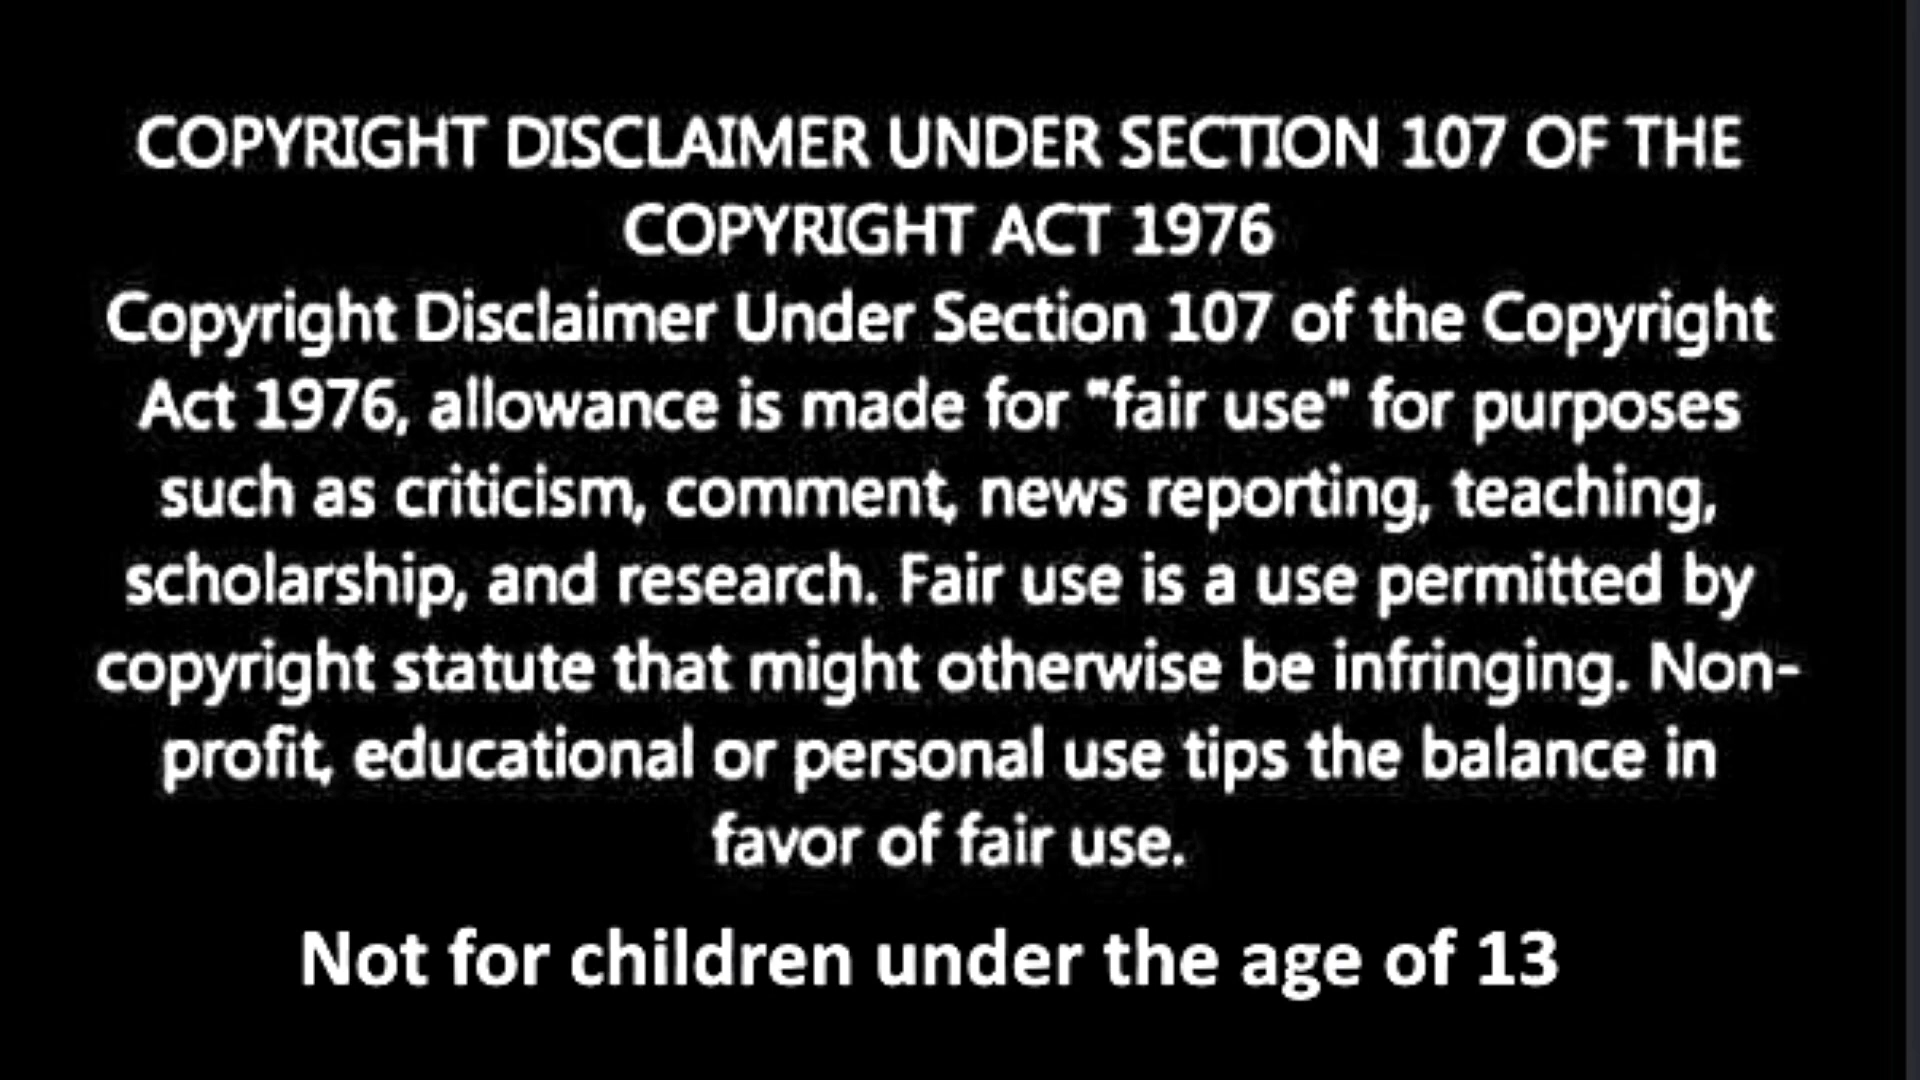 COPYRIGHT DISCLAIMER UNDER SECTION 107 OF THE
COPYRIGHT ACT 1976
Copyright Disclaimer Under Section 107 of the Copyright
Act 1976, allowance is made for "fair use" for purposes
such as criticism, comment, news reporting, teaching,
scholarship, and research. Fair use is a use permitted by
copyright statute that might otherwise be infringing. Non-
profit, educational or personal use tips the balance in
favor of fair use.
Not for children under the age of 13